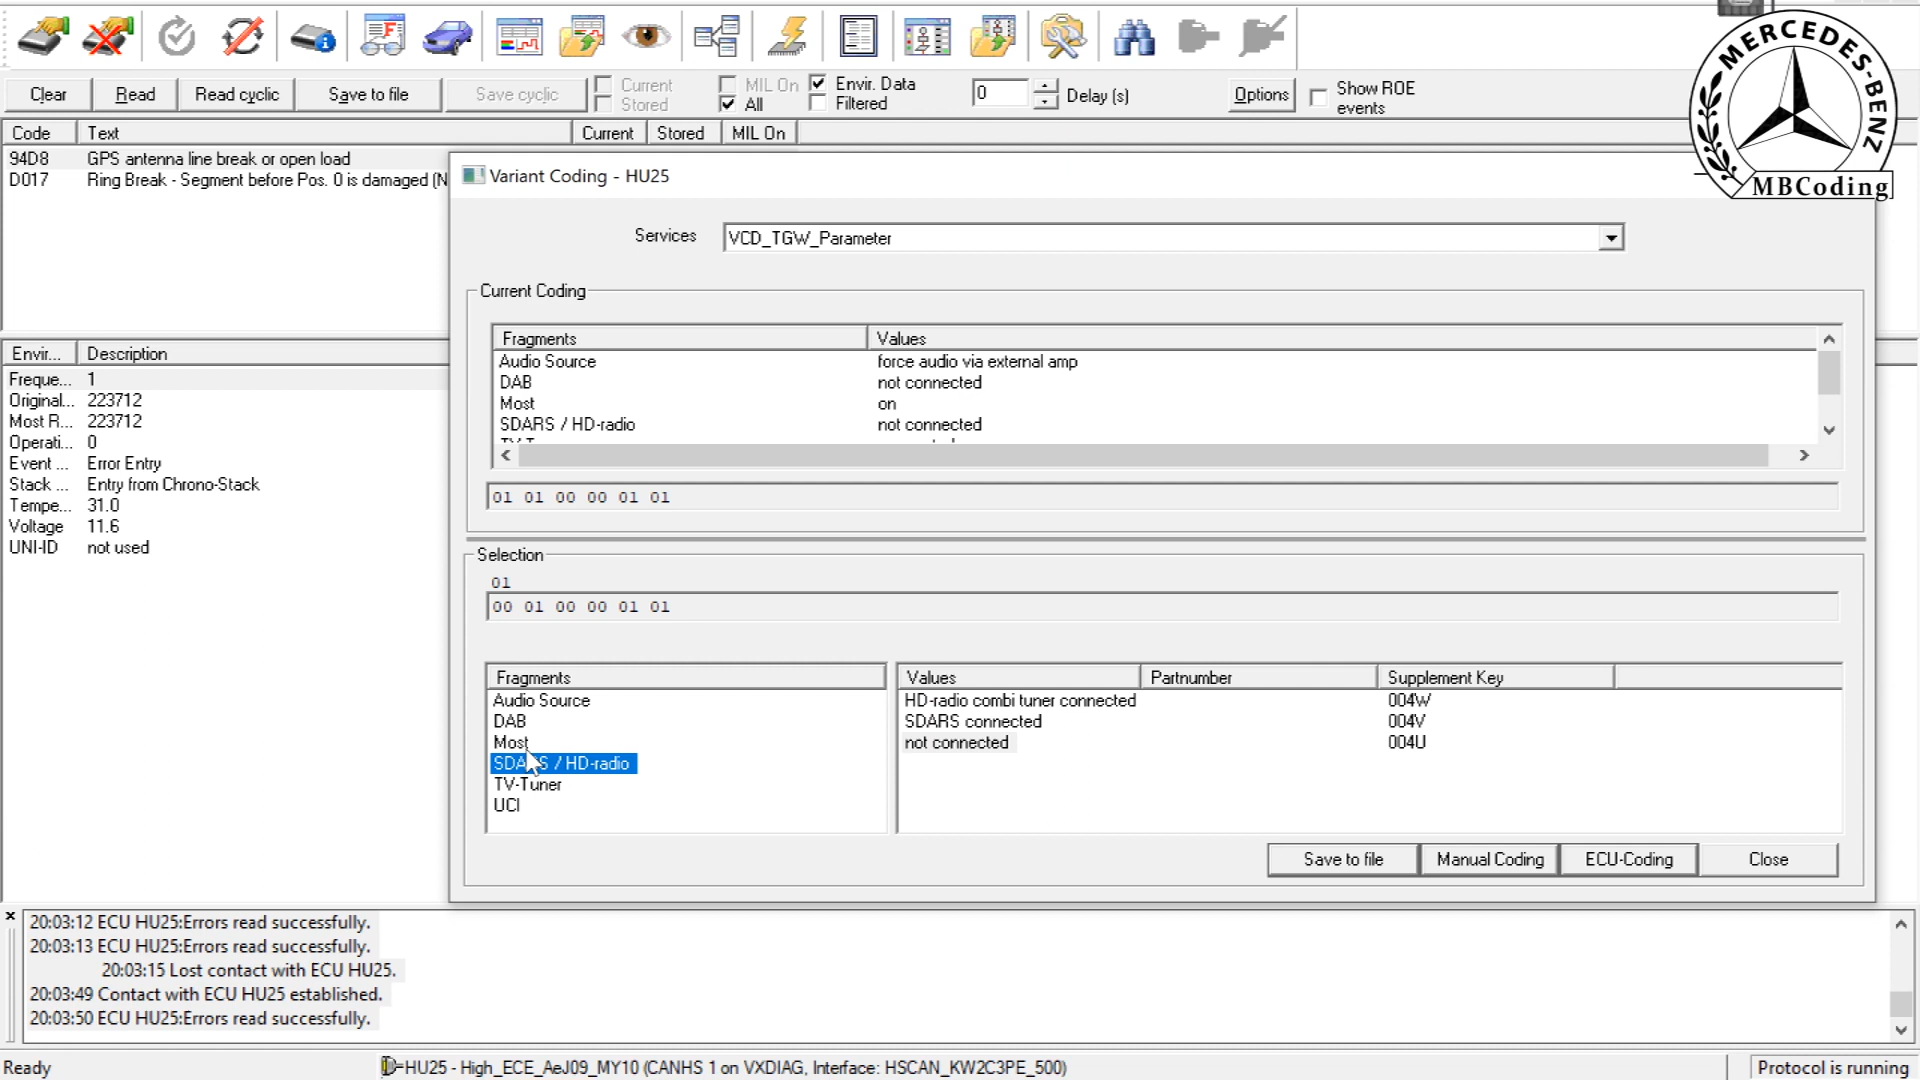 MERCEDES-BENZ
MBCoding
Clear Read Read cyclic Save to file Save cyclic Current Stored MIL On All Envir. Data Filtered 0 Delay (s) Options Show ROE events
Code Text Current Stored MIL On
94D8 GPS antenna line break or open load
D017 Ring Break - Segment before Pos. 0 is damaged (N
Envir... Description
Freque... 1
Original... 223712
Most R... 223712
Operati... 0
Event ... Error Entry
Stack ... Entry from Chrono-Stack
Tempe... 31.0
Voltage 11.6
UNI-ID not used
Variant Coding - HU25
Services VCD_TGW_Parameter
Current Coding
Fragments Values
Audio Source force audio via external amp
DAB not connected
Most on
SDARS / HD-radio not connected
01 01 00 00 01 01
Selection
01
00 01 00 00 01 01
Fragments
Audio Source
DAB
Most
SDARS / HD-radio
TV-Tuner
UCI
Values Partnumber Supplement Key
HD-radio combi tuner connected 004W
SDARS connected 004V
not connected 004U
Save to file Manual Coding ECU-Coding Close
20:03:12 ECU HU25:Errors read successfully.
20:03:13 ECU HU25:Errors read successfully.
20:03:15 Lost contact with ECU HU25.
20:03:49 Contact with ECU HU25 established.
20:03:50 ECU HU25:Errors read successfully.
Ready HU25 - High_ECE_AeJ09_MY10 (CANHS 1 on VXDIAG, Interface: HSCAN_KW2C3PE_500) Protocol is running